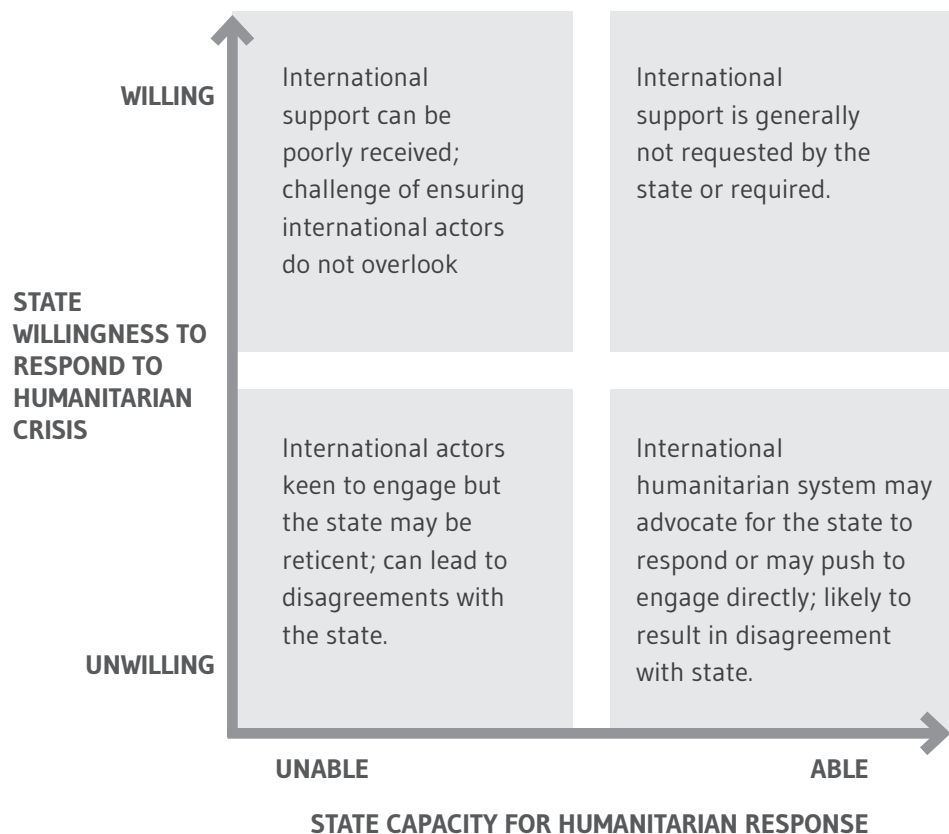 WILLING
International
support can be
poorly received;
challenge of ensuring
international actors
do not overlook
International
support is generally
not requested by the
state or required.
STATE
WILLINGNESS TO
RESPOND TO
HUMANITARIAN
CRISIS
International actors
keen to engage but
the state may be
reticent; can lead to
disagreements with
the state.
International
humanitarian system may
advocate for the state to
respond or may push to
engage directly; likely to
result in disagreement
with state.
UNWILLING
UNABLE
ABLE
STATE CAPACITY FOR HUMANITARIAN RESPONSE